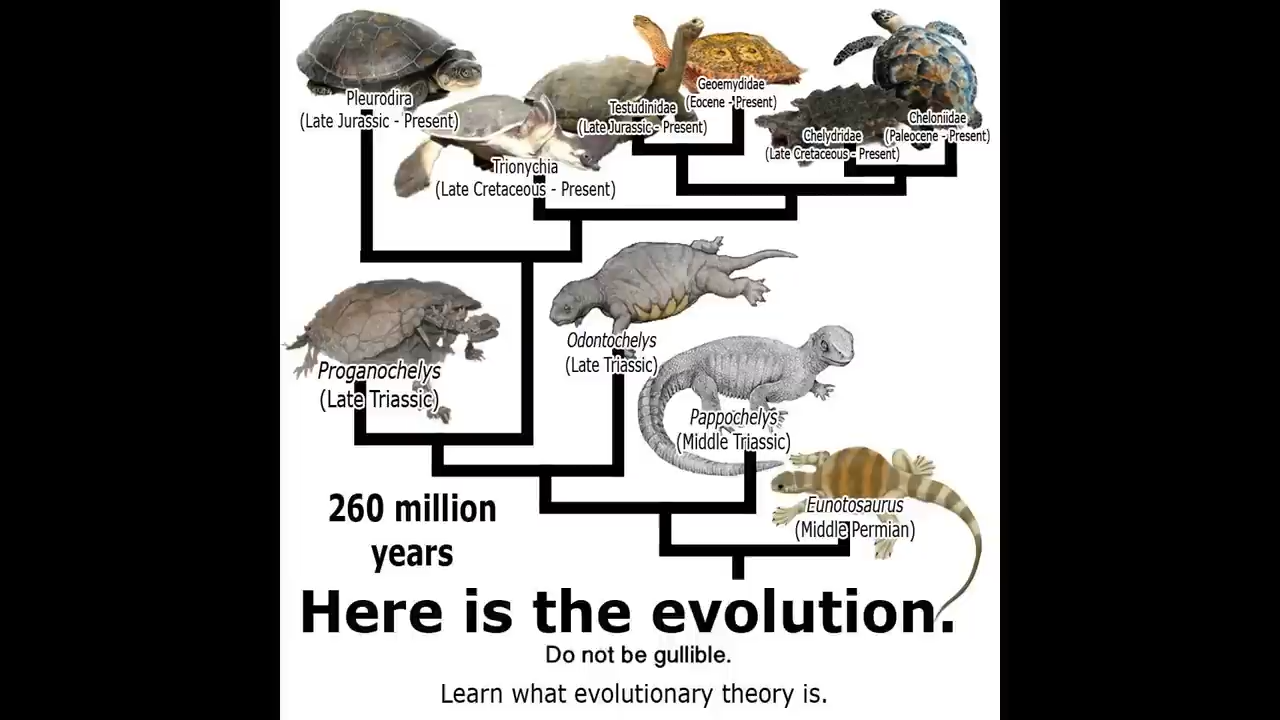 Pleurodira
(Late Jurassic - Present)
Trionychia
(Late Cretaceous - Present)
Testudinidae
(Late Jurassic - Present)
Geoemydidae
(Eocene - Present)
Chelydridae
(Late Cretaceous - Present)
Cheloniidae
(Paleocene - Present)
Proganochelys
(Late Triassic)
Odontochelys
(Late Triassic)
Pappochelys
(Middle Triassic)
Eunotosaurus
(Middle Permian)
260 million
years
Here is the evolution.
Do not be gullible.
Learn what evolutionary theory is.